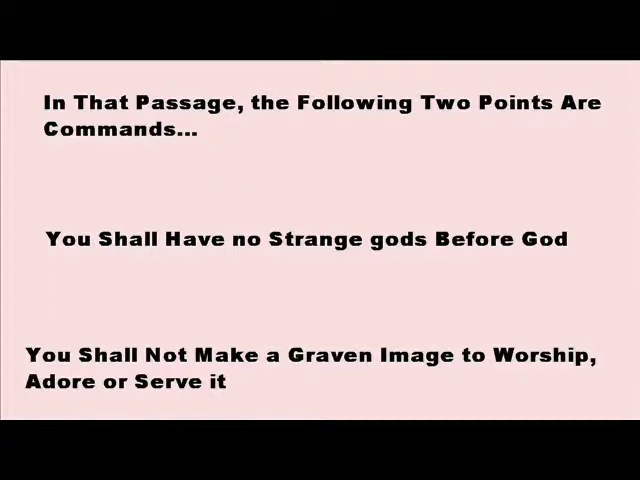 In That Passage, the Following Two Points Are
Commands...
You Shall Have no Strange gods Before God
You Shall Not Make a Graven Image to Worship,
Adore or Serve it